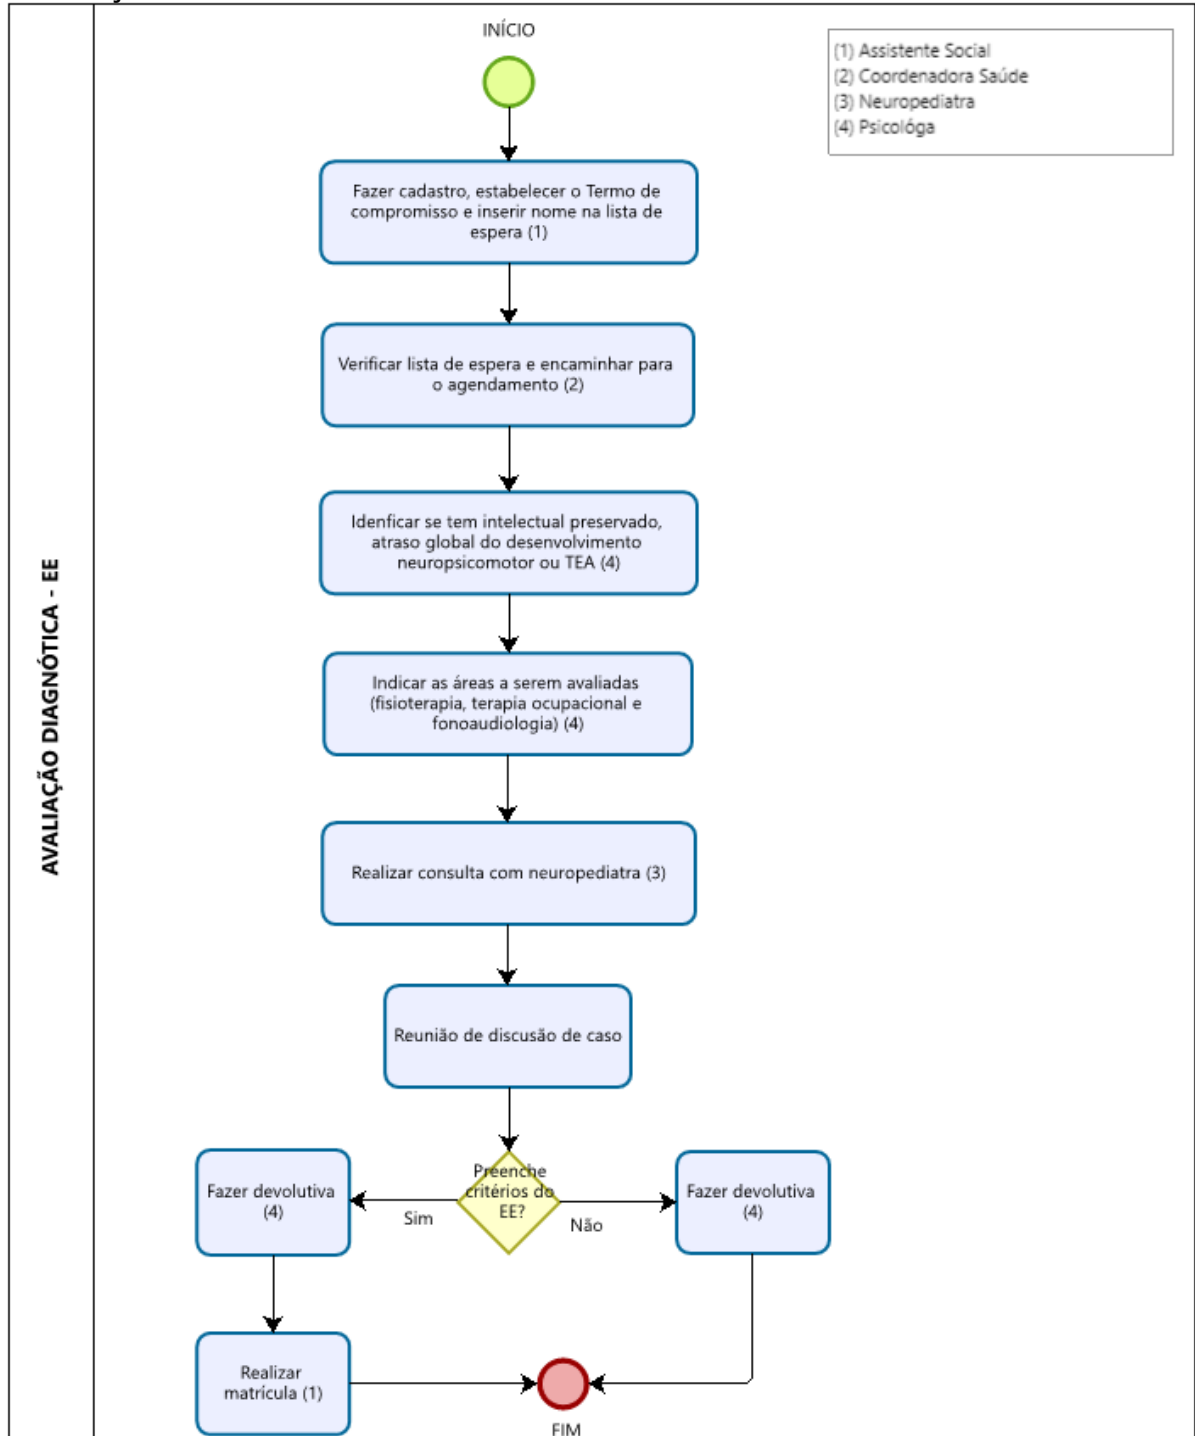 INÍCIO
(1) Assistente Social
(2) Coordenadora Saúde
(3) Neuropediatra
(4) Psicológa
AVALIAÇÃO DIAGNÓTICA - EE
Fazer cadastro, estabelecer o Termo de
compromisso e inserir nome na lista de
espera (1)
Verificar lista de espera e encaminhar para
o agendamento (2)
Idenficar se tem intelectual preservado,
atraso global do desenvolvimento
neuropsicomotor ou TEA (4)
Indicar as áreas a serem avaliadas
(fisioterapia, terapia ocupacional e
fonoaudiologia) (4)
Realizar consulta com neuropediatra (3)
Reunião de discusão de caso
Preenche
critérios do
EE?
Sim
Não
Fazer devolutiva
(4)
Fazer devolutiva
(4)
Realizar
matrícula (1)
FIM